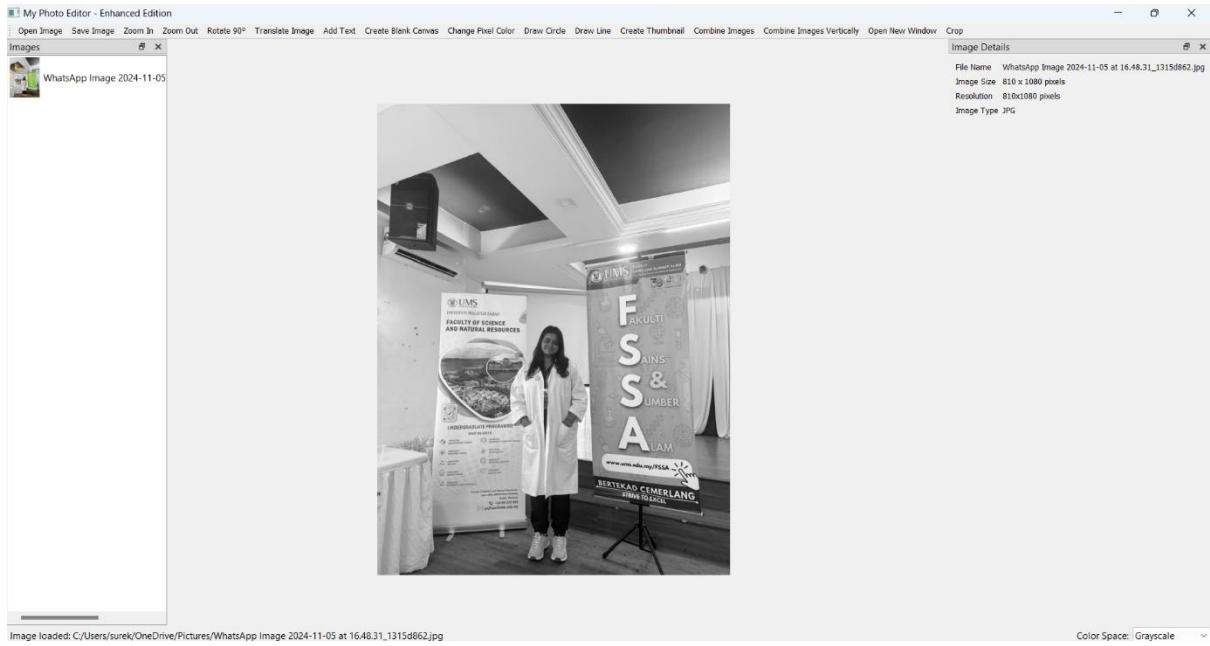 My Photo Editor - Enhanced Edition
Open Image Save Image Zoom In Zoom Out Rotate 90° Translate Image Add Text Create Blank Canvas Change Pixel Color Draw Circle Draw Line Create Thumbnail Combine Images Combine Images Vertically Open New Window Crop
Images
WhatsApp Image 2024-11-05
Image Details
File Name WhatsApp Image 2024-11-05 at 16.48.31_1315d862.jpg
Image Size 810 x 1080 pixels
Resolution 810x1080 pixels
Image Type JPG
UMS
UNIVERSITI MALAYSIA SABAH
FACULTY OF SCIENCE
AND NATURAL RESOURCES
UNDERGRADUATE PROGRAMME
UMS
FAKULTI
SAINS
&
SUMBER
ALAM
www.ums.edu.my/FSSA
BERTEKAD CEMERLANG
STRIVE TO EXCEL
Image loaded: C:/Users/surek/OneDrive/Pictures/WhatsApp Image 2024-11-05 at 16.48.31_1315d862.jpg
Color Space: Grayscale